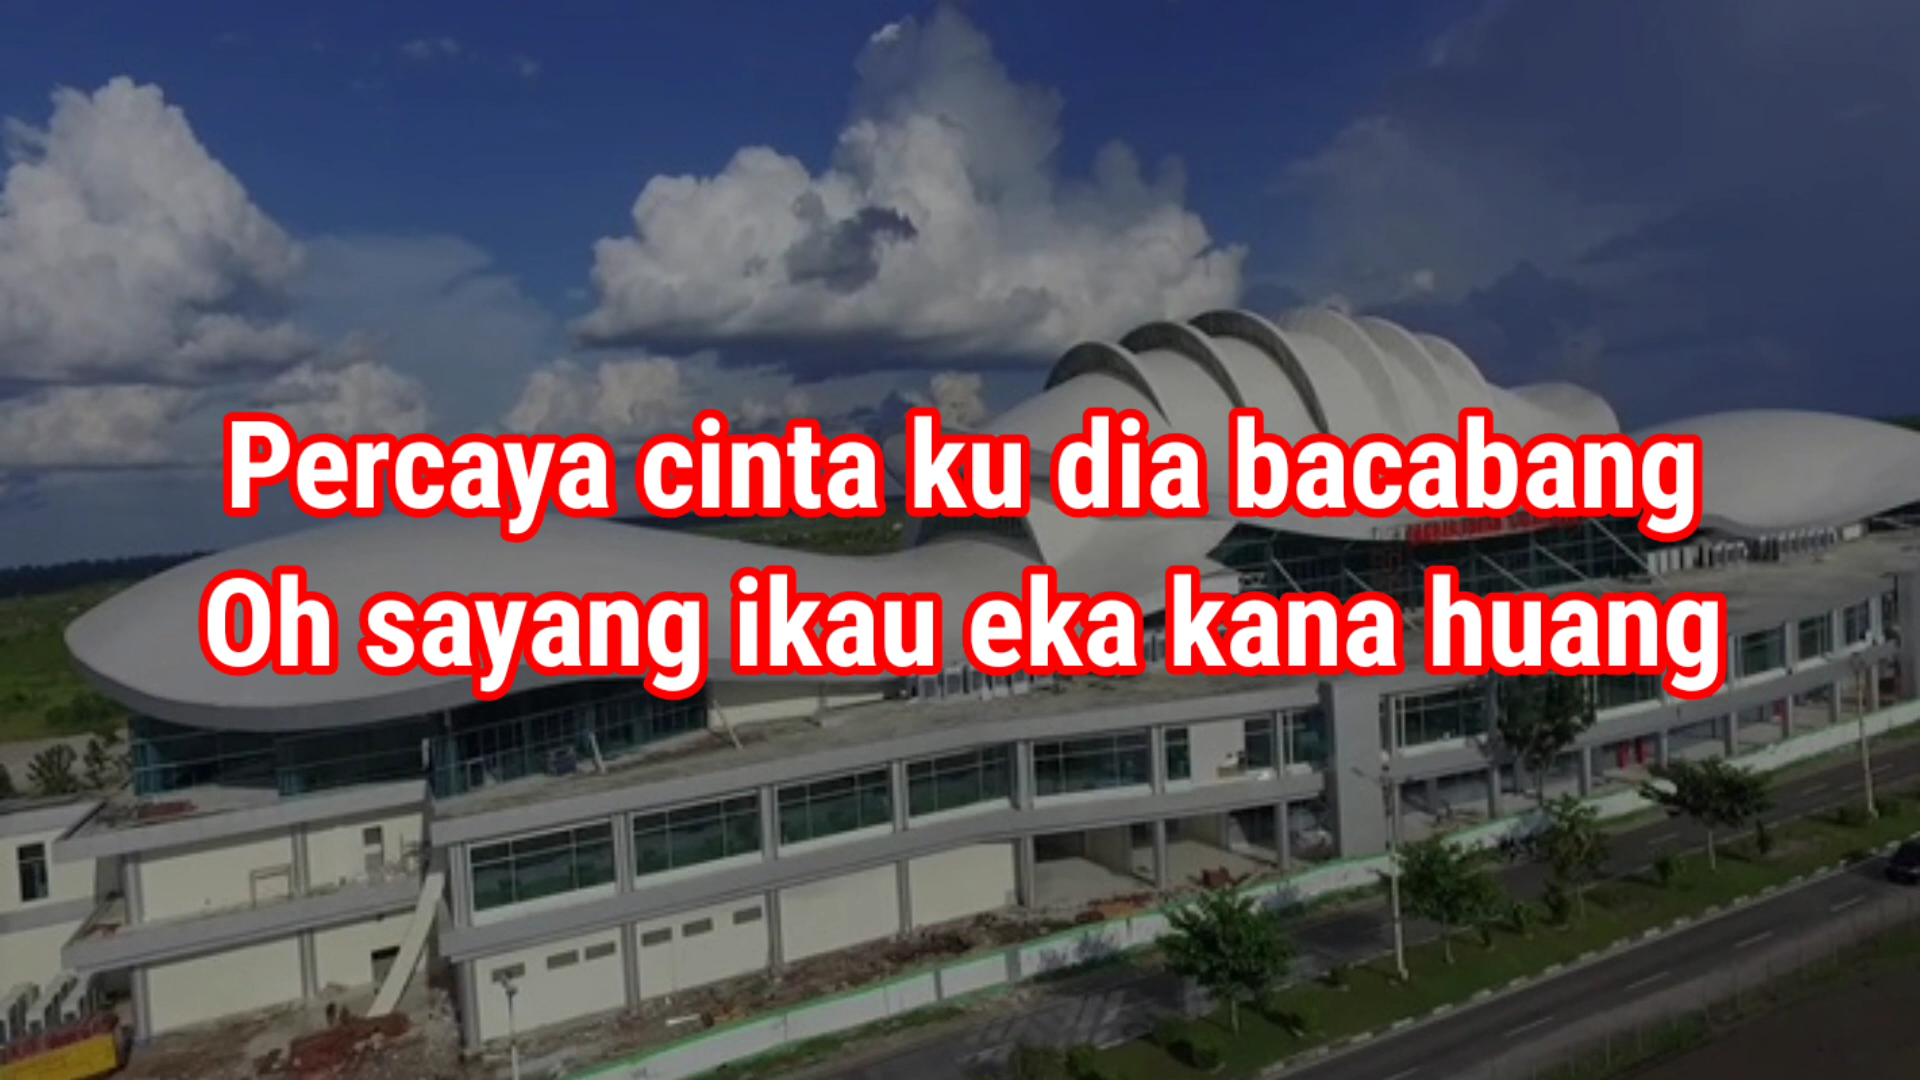 Percaya cinta ku dia bacabang
Oh sayang ikau eka kana huang